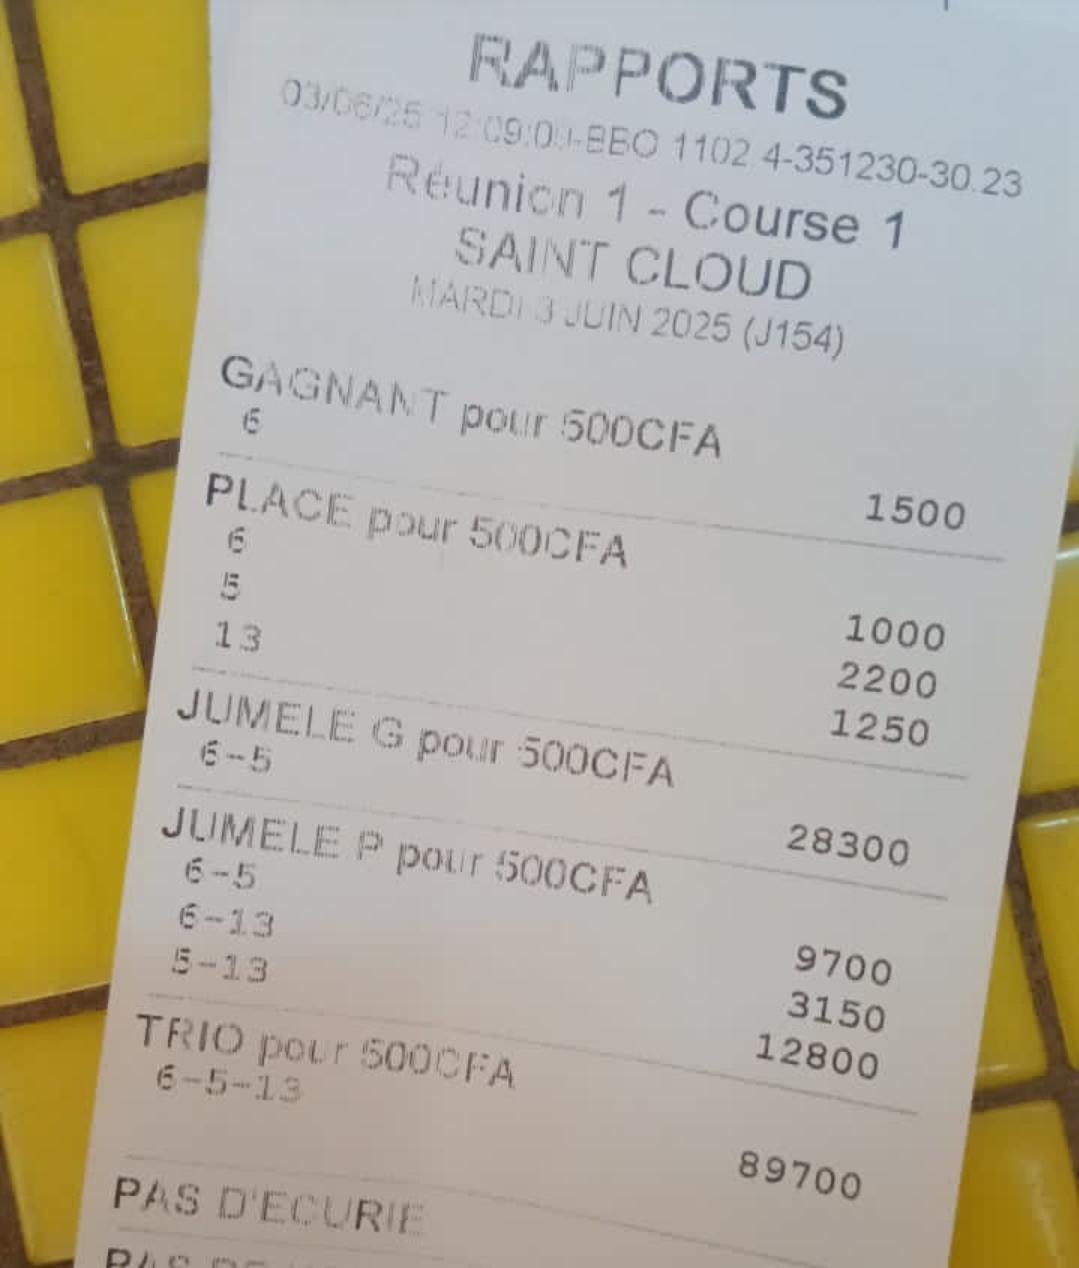 RAPPORTS
03/06/25 12:09:0 -BBO 1102 4-351230-30.23
Réunion 1 - Course 1
SAINT CLOUD
MARDI 3 JUIN 2025 (J154)
GAGNANT pour 500CFA
6 1500
PLACE pour 500CFA
6 1000
5 2200
13 1250
JUMELE G pour 500CFA
6-5 28300
JUMELE P pour 500CFA
6-5 9700
6-13 3150
5-13 12800
TRIO pour 500CFA
6-5-13 89700
PAS D'ECURIE
PAS